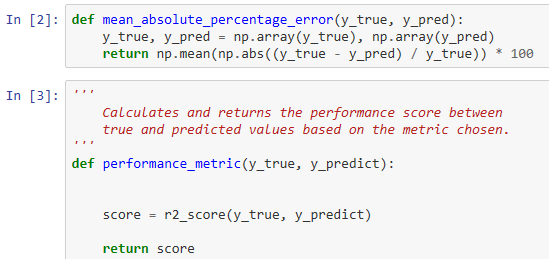 In [2]: def mean_absolute_percentage_error(y_true, y_pred):
    y_true, y_pred = np.array(y_true), np.array(y_pred)
    return np.mean(np.abs((y_true - y_pred) / y_true)) * 100
In [3]: '''
    Calculates and returns the performance score between
    true and predicted values based on the metric chosen.
'''
def performance_metric(y_true, y_predict):
    score = r2_score(y_true, y_predict)
    return score